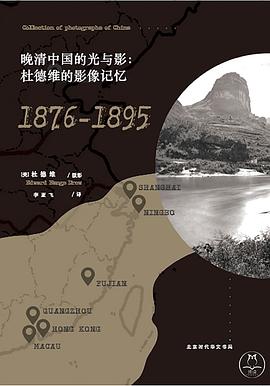 Collection of photographs of China
晚清中国的光与影:
杜德维的影像记忆
1876-1895
[美] 杜德维 / 摄影
Edward Bangs Drew
李亚飞 / 译
SHANGHAI
NINGBO
FUJIAN
GUANGZHOU
HONG KONG
MACAU
北京时代华文书局